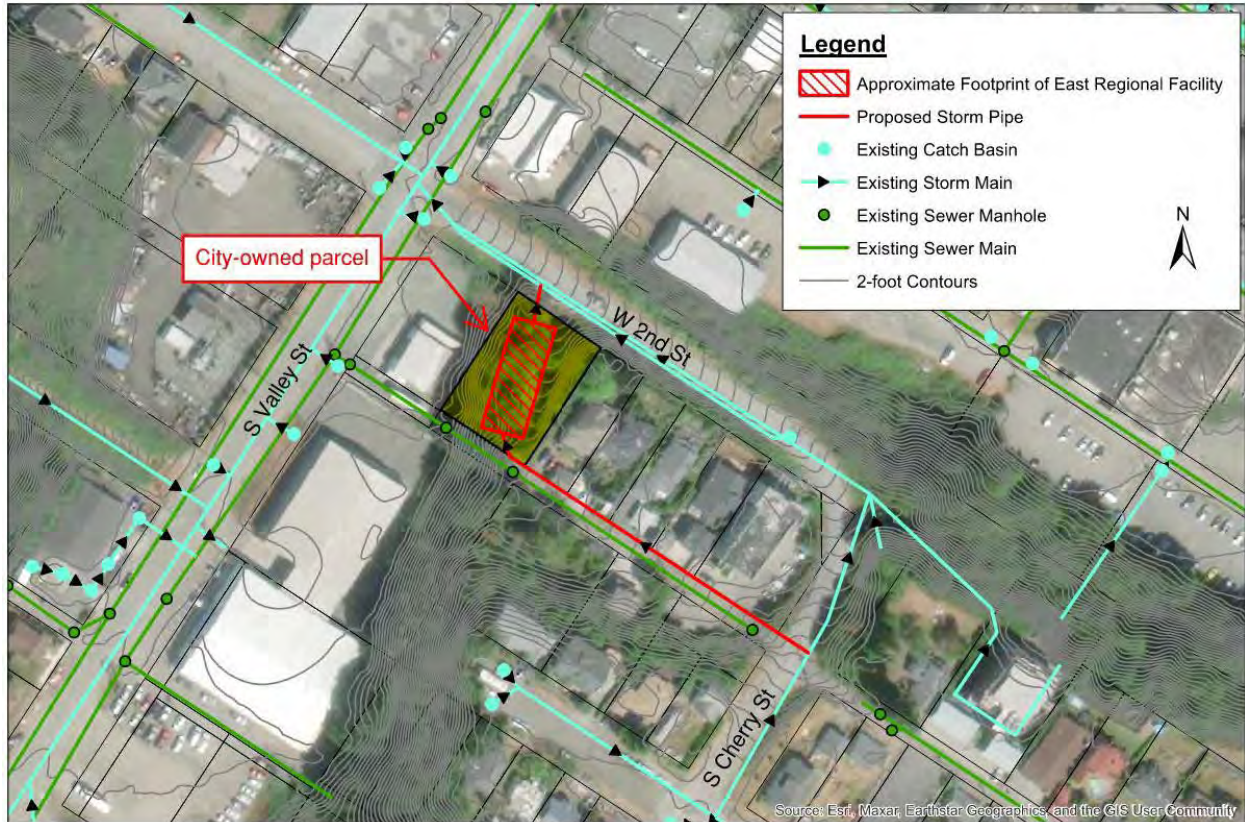 Legend
Approximate Footprint of East Regional Facility
Proposed Storm Pipe
Existing Catch Basin
Existing Storm Main
Existing Sewer Manhole
Existing Sewer Main
2-foot Contours
N
City-owned parcel
W 2nd St
S Valley St
S Cherry St
Source: Esri, Maxar, Earthstar Geographics, and the GIS User Community